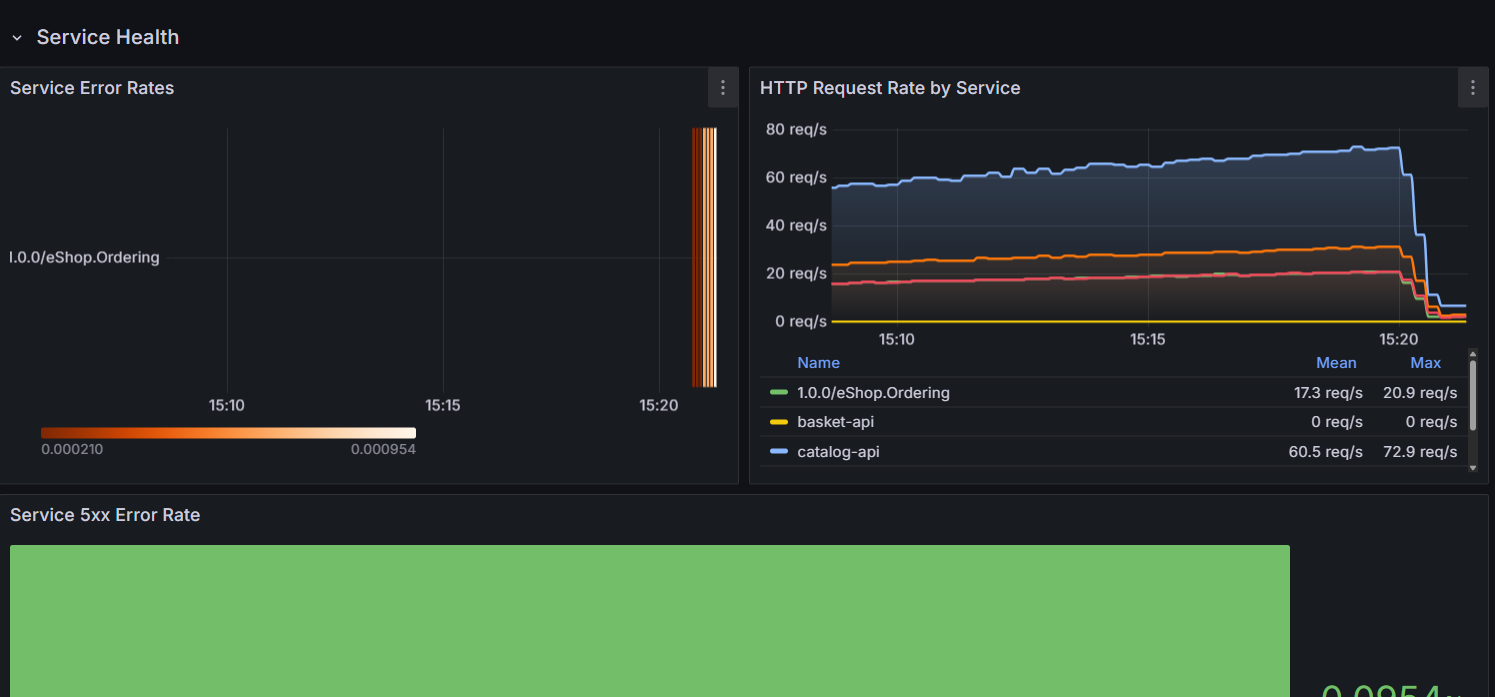 Service Health
Service Error Rates
l.0.0/eShop.Ordering
15:10 15:15 15:20
0.000210 0.000954
HTTP Request Rate by Service
80 req/s
60 req/s
40 req/s
20 req/s
0 req/s
15:10 15:15 15:20
Name Mean Max
1.0.0/eShop.Ordering 17.3 req/s 20.9 req/s
basket-api 0 req/s 0 req/s
catalog-api 60.5 req/s 72.9 req/s
Service 5xx Error Rate